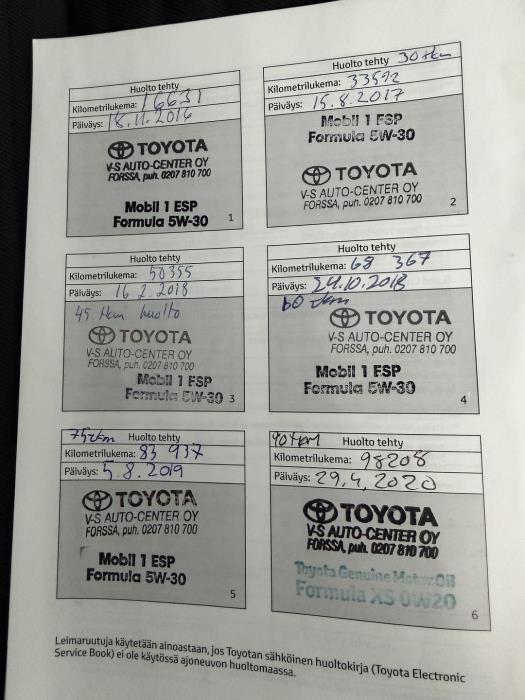 Huolto tehty
Kilometrilukema: 16631
Päiväys: 18.11.2016
TOYOTA
V-S AUTO-CENTER OY
FORSSA, puh. 0207 810 700
Mobil 1 ESP
Formula 5W-30
1
Huolto tehty 30 tkm
Kilometrilukema: 33592
Päiväys: 15.8.2017
Mobil 1 ESP
Formula 5W-30
TOYOTA
V-S AUTO-CENTER OY
FORSSA, puh. 0207 810 700
2
Huolto tehty
Kilometrilukema: 50355
Päiväys: 16.2.2018
45 tkm huolto
TOYOTA
V-S AUTO-CENTER OY
FORSSA, puh. 0207 810 700
Mobil 1 ESP
Formula 5W-30
3
Huolto tehty
Kilometrilukema: 68 367
Päiväys: 24.10.2018
60 tkm
TOYOTA
V-S AUTO-CENTER OY
FORSSA, puh. 0207 810 700
Mobil 1 ESP
Formula 5W-30
4
75tkm Huolto tehty
Kilometrilukema: 83 937
Päiväys: 5.8.2019
TOYOTA
V-S AUTO-CENTER OY
FORSSA, puh. 0207 810 700
Mobil 1 ESP
Formula 5W-30
5
90tkm Huolto tehty
Kilometrilukema: 98208
Päiväys: 29.4.2020
TOYOTA
V-S AUTO-CENTER OY
FORSSA, puh. 0207 810 700
Toyota Genuine Motor Oil
Formula XS 0W20
6
Leimaruutuja käytetään ainoastaan, jos Toyotan sähköinen huoltokirja (Toyota Electronic
Service Book) ei ole käytössä ajoneuvon huoltomaassa.